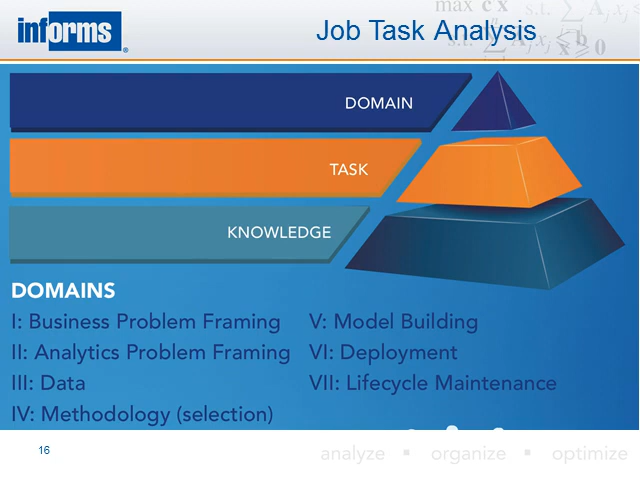 informs®
Job Task Analysis
max c x
s.t.
DOMAIN
TASK
KNOWLEDGE
DOMAINS
I: Business Problem Framing
II: Analytics Problem Framing
III: Data
IV: Methodology (selection)
V: Model Building
VI: Deployment
VII: Lifecycle Maintenance
16
analyze ▪ organize ▪ optimize